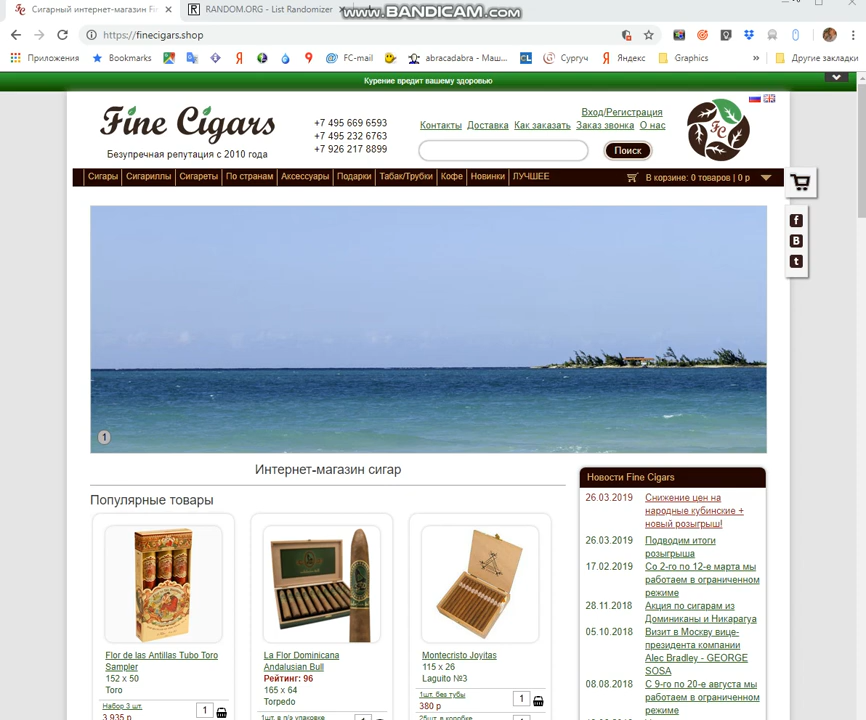 Сигарный интернет-магазин Fi
RANDOM.ORG - List Randomizer
www.BANDICAM.com
https://finecigars.shop
Приложения
Bookmarks
FC-mail
abracadabra - Маш...
CL
Сургуч
Яндекс
Graphics
»
Другие закладки
Курение вредит вашему здоровью
Fine Cigars
Безупречная репутация с 2010 года
+7 495 669 6593
+7 495 232 6763
+7 926 217 8899
Вход/Регистрация
Контакты Доставка Как заказать Заказ звонка О нас
Поиск
FC
Сигары Сигариллы Сигареты По странам Аксессуары Подарки Табак/Трубки Кофе Новинки ЛУЧШЕЕ
В корзине: 0 товаров | 0 р
1
Интернет-магазин сигар
Популярные товары
Flor de las Antillas Tubo Toro
Sampler
152 x 50
Toro
Набор 3 шт.
1
3 935 р
La Flor Dominicana
Andalusian Bull
Рейтинг: 96
165 x 64
Torpedo
1шт. в п/э упаковке
1
Montecristo Joyitas
115 x 26
Laguito №3
1шт. без тубы
1
380 р
25шт. в коробке
Новости Fine Cigars
26.03.2019 Снижение цен на
народные кубинские +
новый розыгрыш!
26.03.2019 Подводим итоги
розыгрыша
17.02.2019 Со 2-го по 12-е марта мы
работаем в ограниченном
режиме
28.11.2018 Акция по сигарам из
Доминиканы и Никарагуа
05.10.2018 Визит в Москву вице-
президента компании
Alec Bradley - GEORGE
SOSA
08.08.2018 С 9-го по 20-е августа мы
работаем в ограниченном
режиме